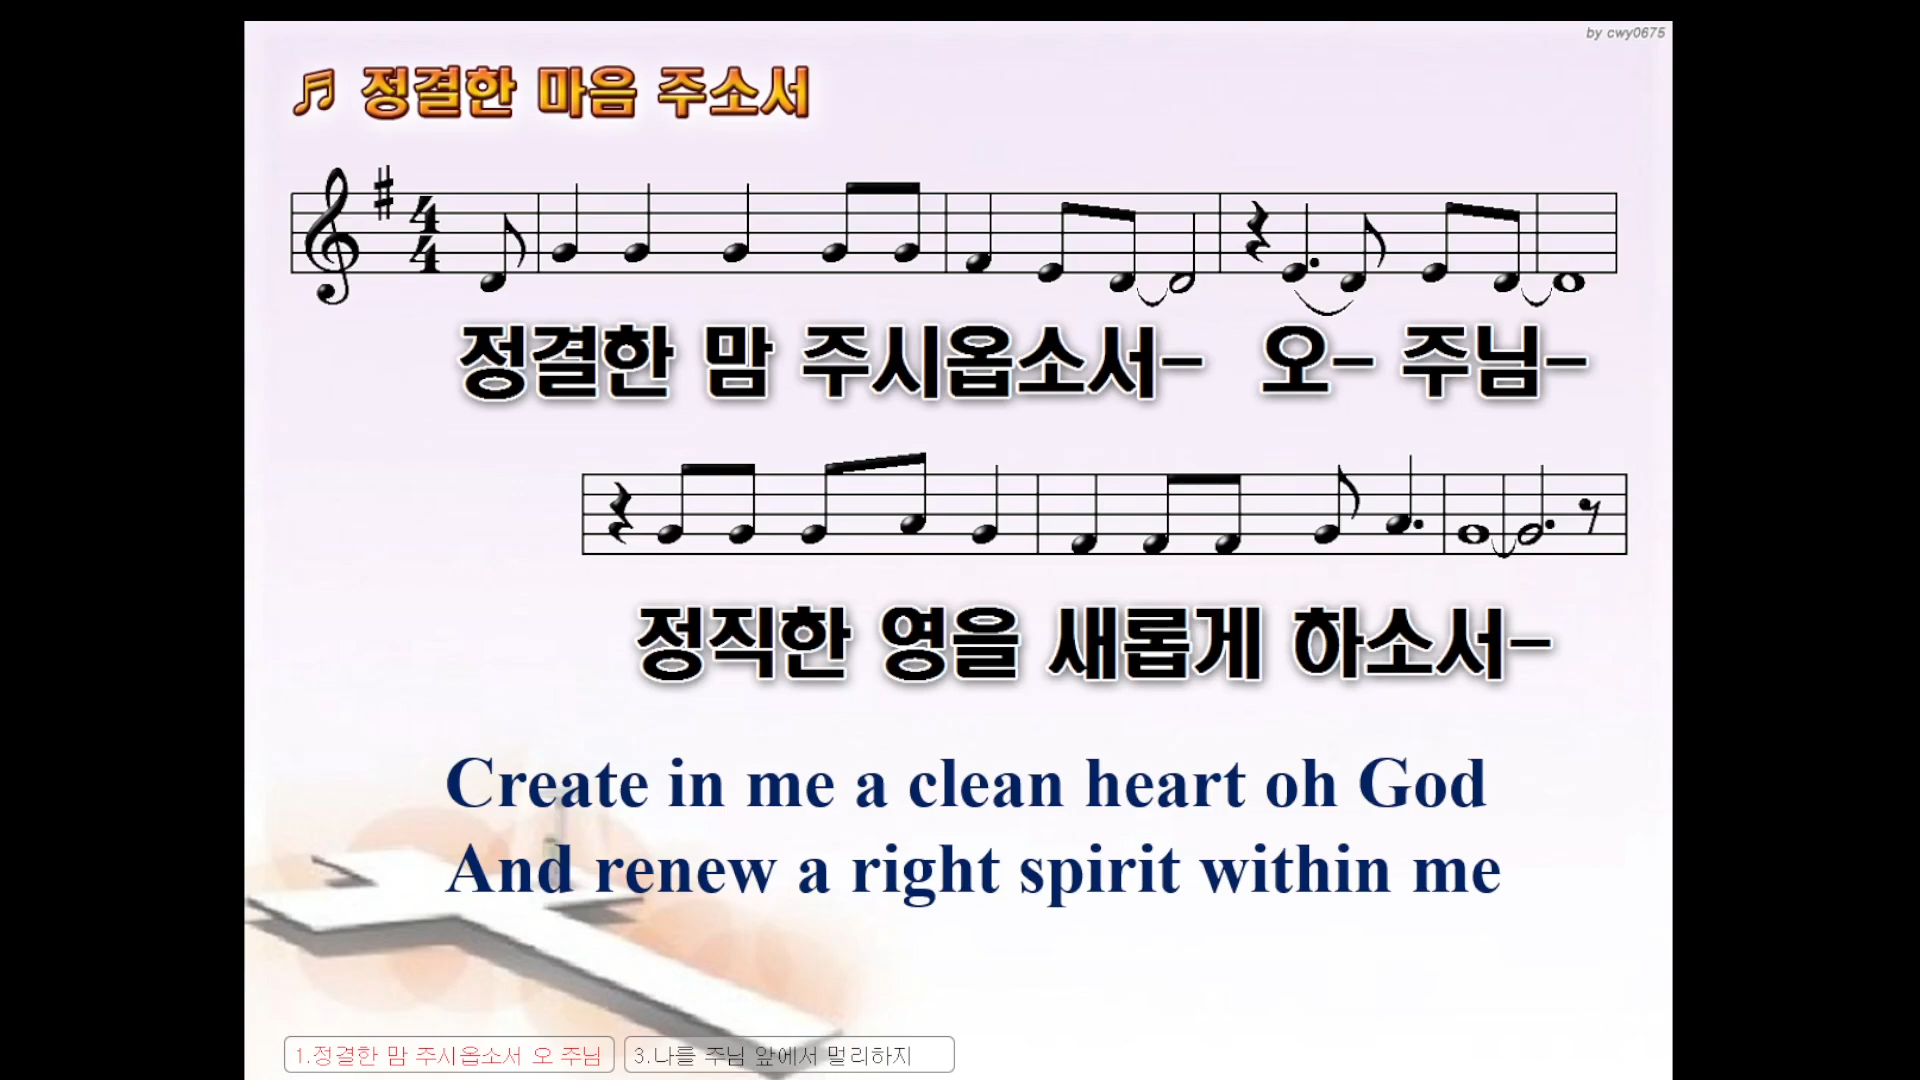 by cwy0675
정결한 마음 주소서
정결한 맘 주시옵소서- 오- 주님-
정직한 영을 새롭게 하소서-
Create in me a clean heart oh God
And renew a right spirit within me
1.정결한 맘 주시옵소서 오 주님 3.나를 주님 앞에서 멀리하지